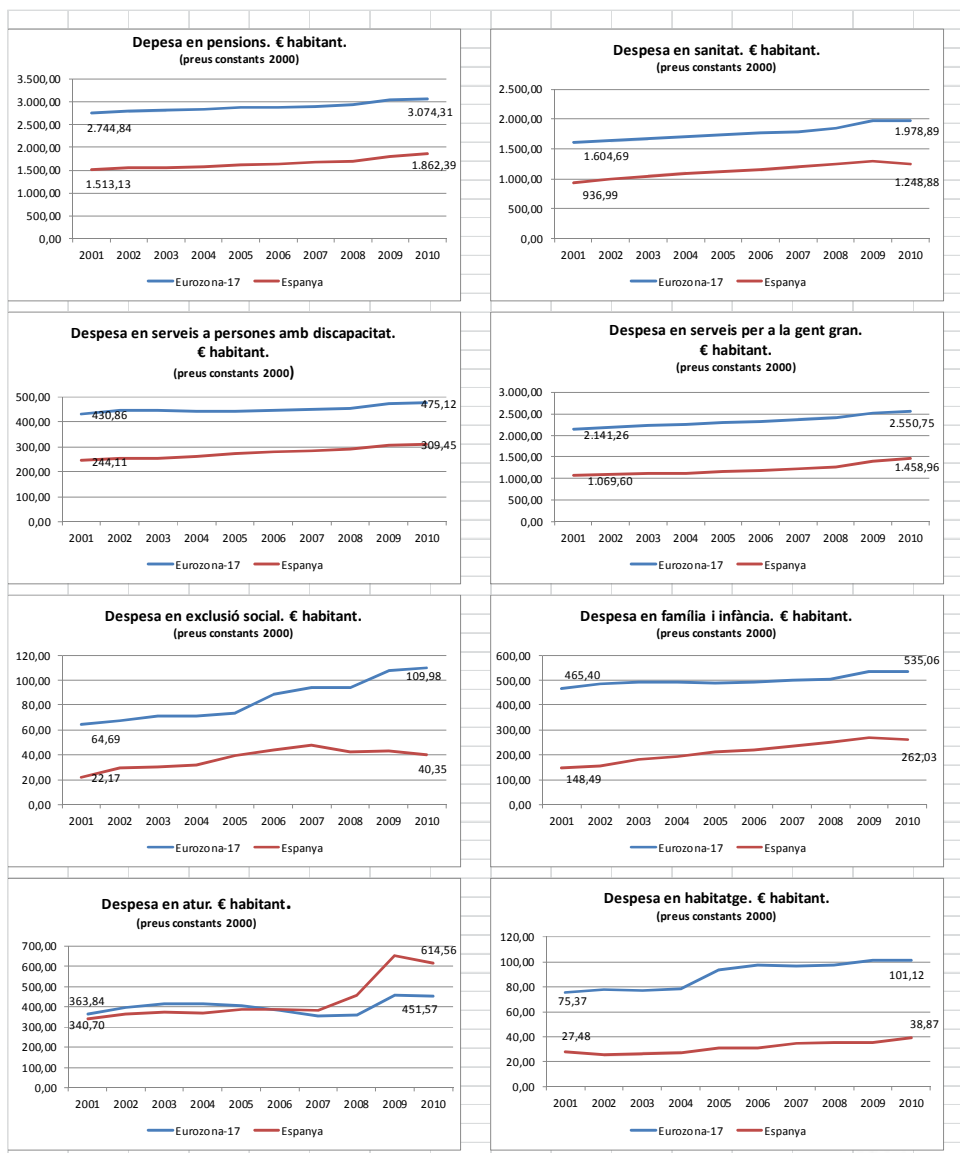 Depesa en pensions. € habitant.
(preus constants 2000)
3.500,00
3.000,00
2.500,00
2.000,00
1.500,00
1.000,00
500,00
0,00
2.744,84
3.074,31
1.513,13
1.862,39
2001 2002 2003 2004 2005 2006 2007 2008 2009 2010
Eurozona-17 Espanya
Despesa en sanitat. € habitant.
(preus constants 2000)
2.500,00
2.000,00
1.500,00
1.000,00
500,00
0,00
1.604,69
1.978,89
936,99
1.248,88
2001 2002 2003 2004 2005 2006 2007 2008 2009 2010
Eurozona-17 Espanya
Despesa en serveis a persones amb discapacitat.
€ habitant.
(preus constants 2000)
500,00
400,00
300,00
200,00
100,00
0,00
430,86
475,12
244,11
309,45
2001 2002 2003 2004 2005 2006 2007 2008 2009 2010
Eurozona-17 Espanya
Despesa en serveis per a la gent gran.
€ habitant.
(preus constants 2000)
3.000,00
2.500,00
2.000,00
1.500,00
1.000,00
500,00
0,00
2.141,26
2.550,75
1.069,60
1.458,96
2001 2002 2003 2004 2005 2006 2007 2008 2009 2010
Eurozona-17 Espanya
Despesa en exclusió social. € habitant.
(preus constants 2000)
120,00
100,00
80,00
60,00
40,00
20,00
0,00
109,98
64,69
22,17
40,35
2001 2002 2003 2004 2005 2006 2007 2008 2009 2010
Eurozona-17 Espanya
Despesa en família i infància. € habitant.
(preus constants 2000)
600,00
500,00
400,00
300,00
200,00
100,00
0,00
465,40
535,06
148,49
262,03
2001 2002 2003 2004 2005 2006 2007 2008 2009 2010
Eurozona-17 Espanya
Despesa en atur. € habitant.
(preus constants 2000)
700,00
600,00
500,00
400,00
300,00
200,00
100,00
0,00
614,56
363,84
451,57
340,70
2001 2002 2003 2004 2005 2006 2007 2008 2009 2010
Eurozona-17 Espanya
Despesa en habitatge. € habitant.
(preus constants 2000)
120,00
100,00
80,00
60,00
40,00
20,00
0,00
75,37
101,12
27,48
38,87
2001 2002 2003 2004 2005 2006 2007 2008 2009 2010
Eurozona-17 Espanya